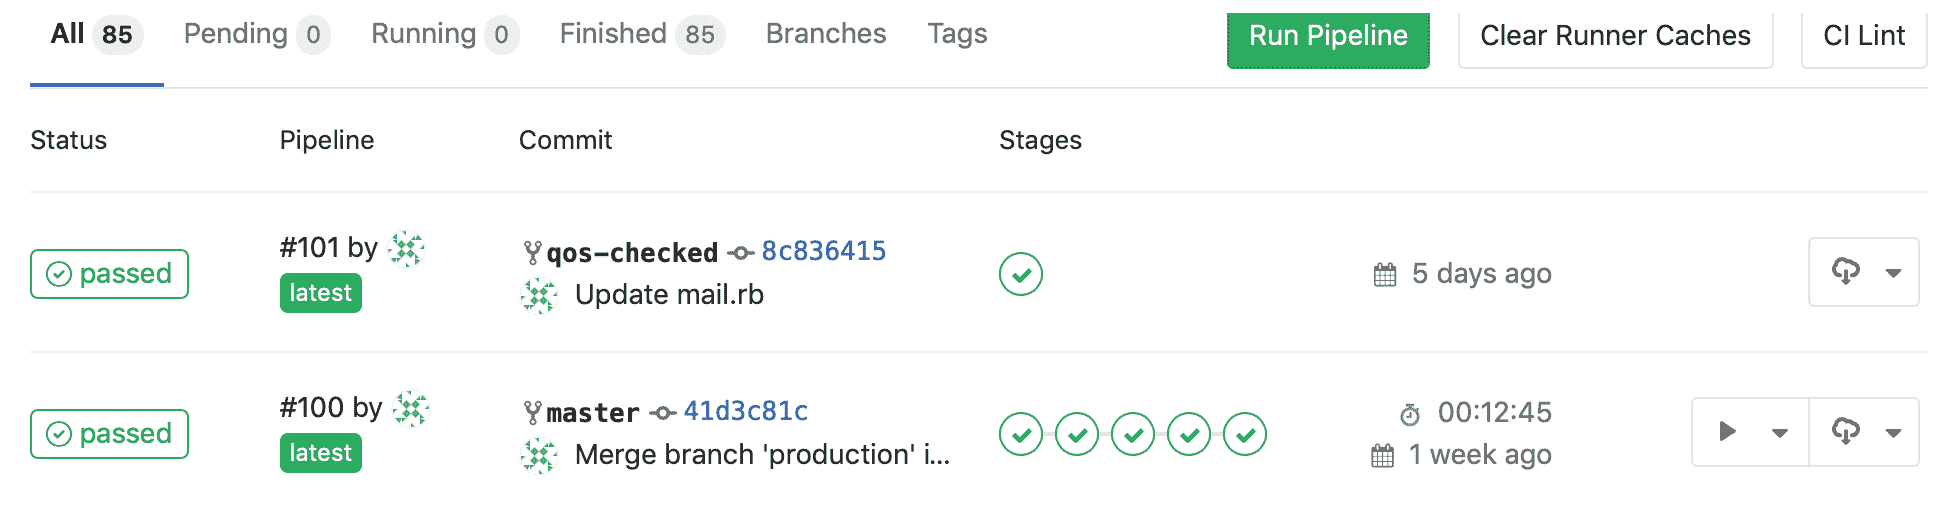 All 85 Pending 0 Running 0 Finished 85 Branches Tags Run Pipeline Clear Runner Caches CI Lint
Status Pipeline Commit Stages
passed #101 by latest qos-checked 8c836415 5 days ago
Update mail.rb
passed #100 by latest master 41d3c81c 00:12:45
Merge branch 'production' i... 1 week ago